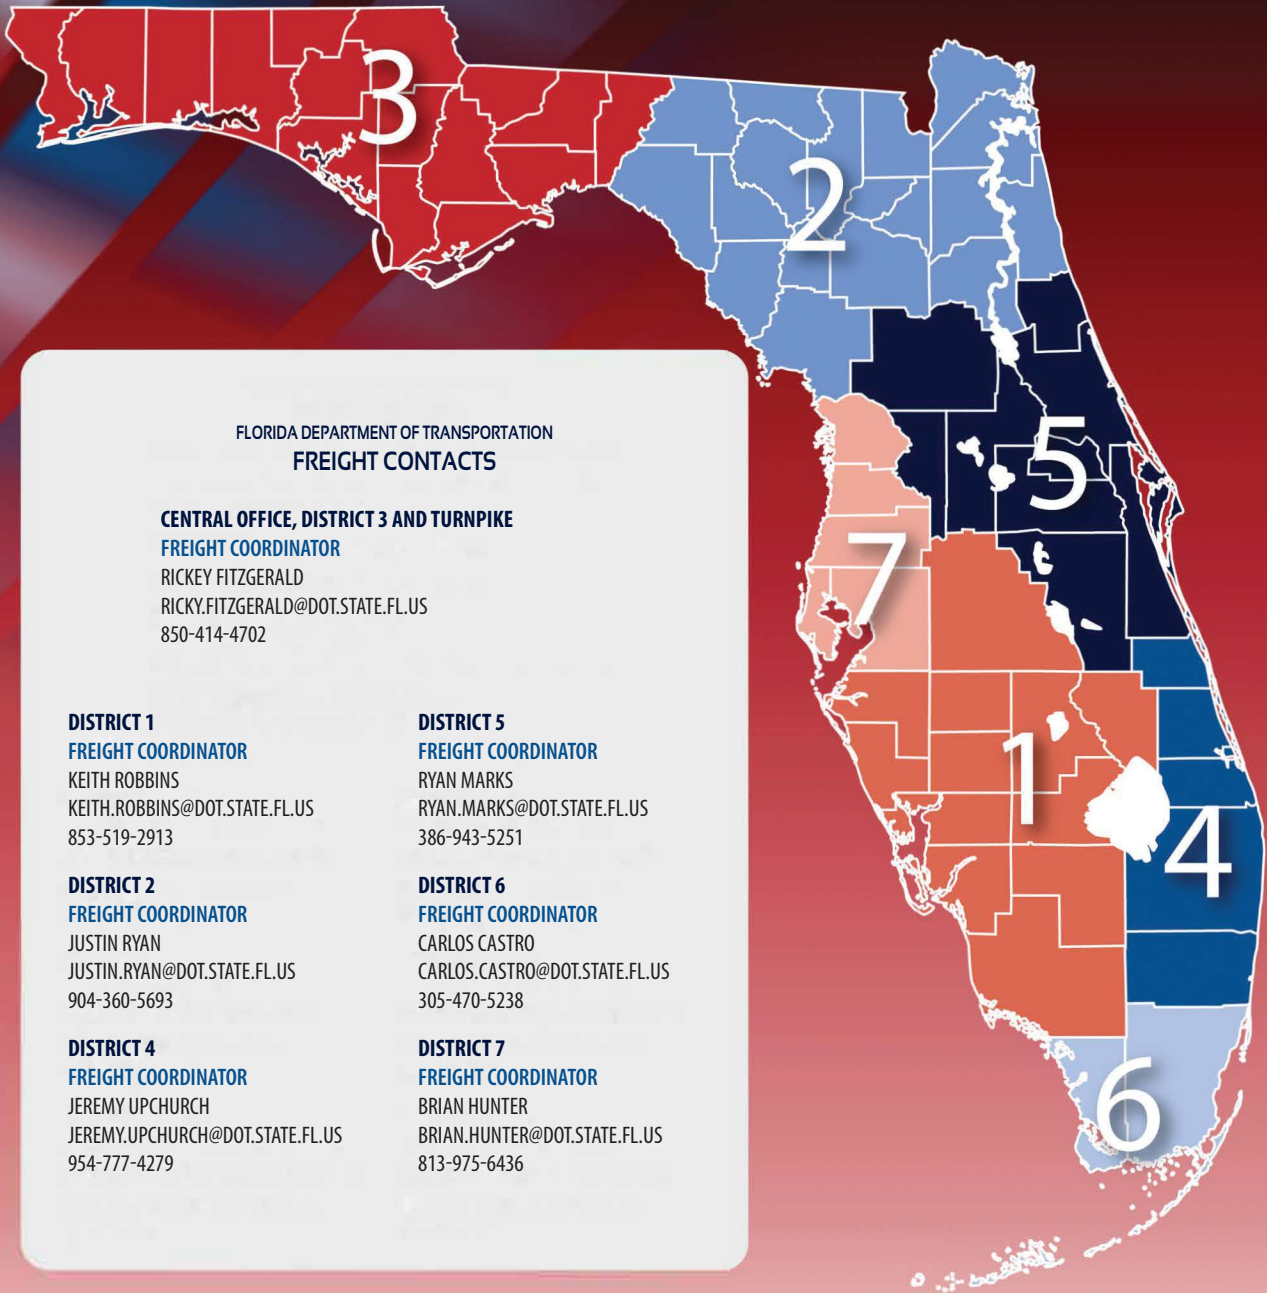 3
2
5
7
1
4
6
FLORIDA DEPARTMENT OF TRANSPORTATION
FREIGHT CONTACTS
CENTRAL OFFICE, DISTRICT 3 AND TURNPIKE
FREIGHT COORDINATOR
RICKEY FITZGERALD
RICKY.FITZGERALD@DOT.STATE.FL.US
850-414-4702
DISTRICT 1
FREIGHT COORDINATOR
KEITH ROBBINS
KEITH.ROBBINS@DOT.STATE.FL.US
853-519-2913
DISTRICT 2
FREIGHT COORDINATOR
JUSTIN RYAN
JUSTIN.RYAN@DOT.STATE.FL.US
904-360-5693
DISTRICT 4
FREIGHT COORDINATOR
JEREMY UPCHURCH
JEREMY.UPCHURCH@DOT.STATE.FL.US
954-777-4279
DISTRICT 5
FREIGHT COORDINATOR
RYAN MARKS
RYAN.MARKS@DOT.STATE.FL.US
386-943-5251
DISTRICT 6
FREIGHT COORDINATOR
CARLOS CASTRO
CARLOS.CASTRO@DOT.STATE.FL.US
305-470-5238
DISTRICT 7
FREIGHT COORDINATOR
BRIAN HUNTER
BRIAN.HUNTER@DOT.STATE.FL.US
813-975-6436